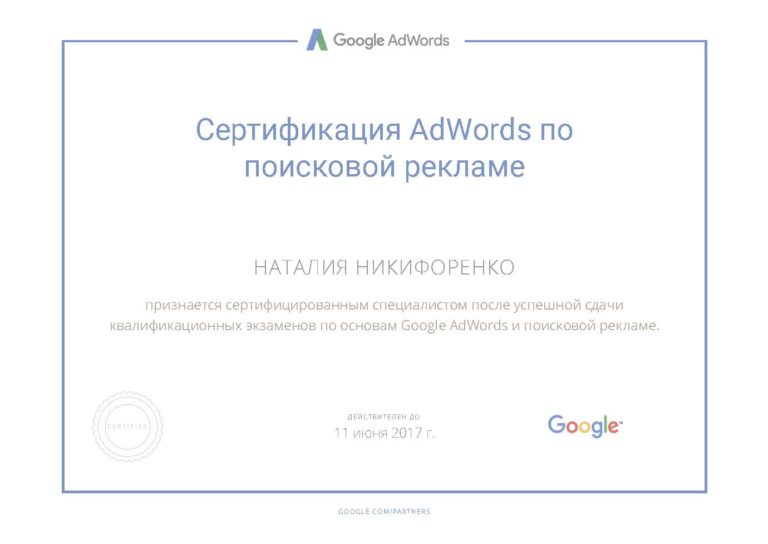 Google AdWords
Сертификация AdWords по
поисковой рекламе
НАТАЛИЯ НИКИФОРЕНКО
признается сертифицированным специалистом после успешной сдачи
квалификационных экзаменов по основам Google AdWords и поисковой рекламе.
CERTIFIED
ДЕЙСТВИТЕЛЕН ДО
11 июня 2017 г.
Google™
GOOGLE.COM/PARTNERS